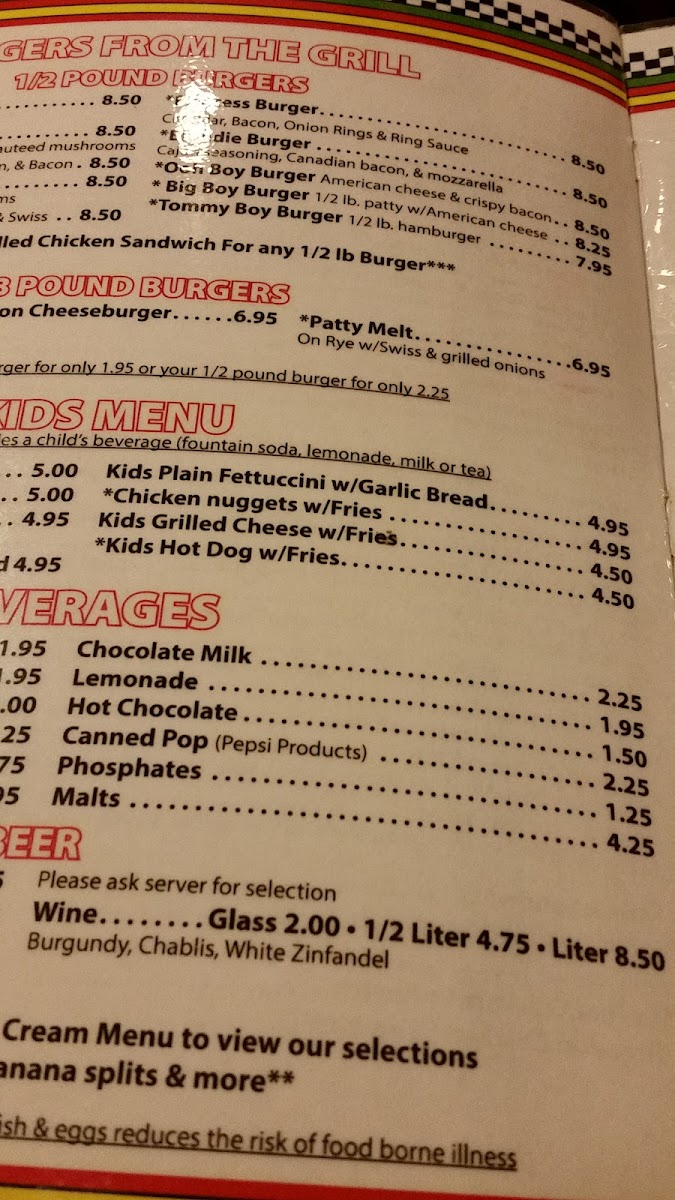 GERS FROM THE GRILL
1/2 POUND BURGERS
8.50
8.50
auteed mushrooms
n, & Bacon . 8.50
8.50
ms
& Swiss .. 8.50
Burger 8.50
Bacon, Onion Rings & Ring Sauce
Burger 8.50
Cajun seasoning, Canadian bacon, & mozzarella
*Ooh Boy Burger American cheese & crispy bacon.. 8.50
* Big Boy Burger 1/2 lb. patty w/American cheese .. 8.25
*Tommy Boy Burger 1/2 lb. hamburger ......... 7.95
lled Chicken Sandwich For any 1/2 lb Burger***
3 POUND BURGERS
on Cheeseburger......6.95
*Patty Melt................6.95
On Rye w/Swiss & grilled onions
rger for only 1.95 or your 1/2 pound burger for only 2.25
KIDS MENU
es a child's beverage (fountain soda, lemonade, milk or tea)
... 5.00
.. 5.00
. 4.95
d 4.95
Kids Plain Fettuccini w/Garlic Bread......... 4.95
*Chicken nuggets w/Fries .................. 4.95
Kids Grilled Cheese w/Fries................. 4.50
*Kids Hot Dog w/Fries...................... 4.50
VERAGES
1.95
1.95
.00
25
75
95
Chocolate Milk .............................. 2.25
Lemonade .................................. 1.95
Hot Chocolate............................... 1.50
Canned Pop (Pepsi Products) .................. 2.25
Phosphates ................................. 1.25
Malts ........................................ 4.25
BEER
5
Please ask server for selection
Wine........Glass 2.00 • 1/2 Liter 4.75 • Liter 8.50
Burgundy, Chablis, White Zinfandel
Cream Menu to view our selections
anana splits & more**
ish & eggs reduces the risk of food borne illness